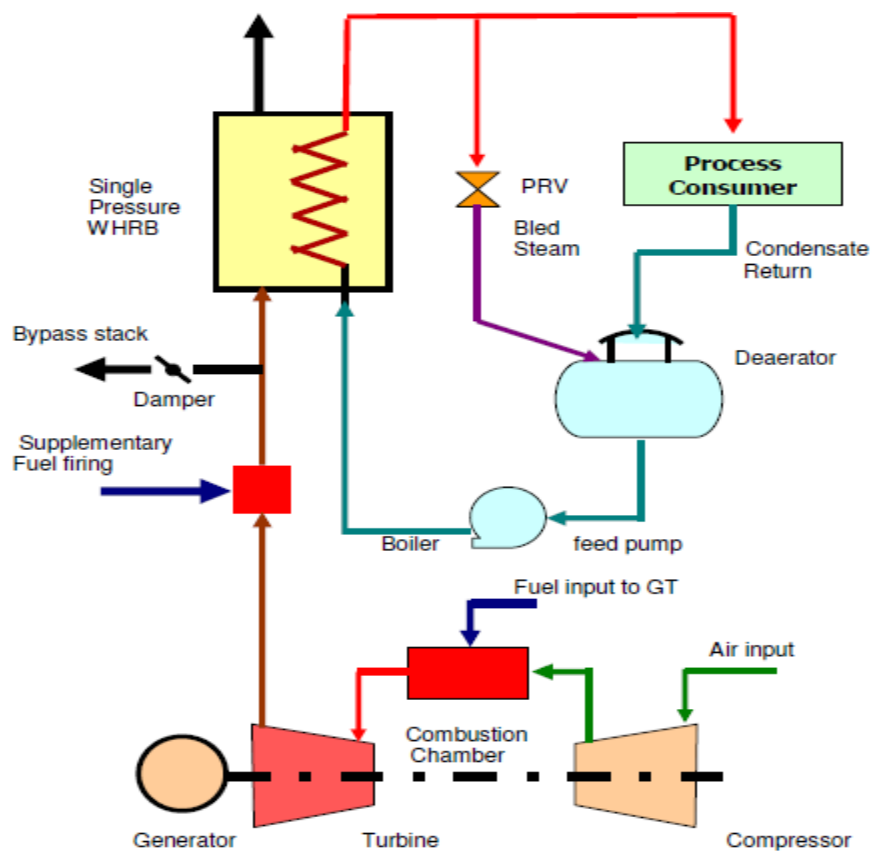 Single
Pressure
WHRB
PRV
Bled
Steam
Process
Consumer
Condensate
Return
Bypass stack
Damper
Deaerator
Supplementary
Fuel firing
Boiler
feed pump
Fuel input to GT
Air input
Combustion
Chamber
Generator
Turbine
Compressor